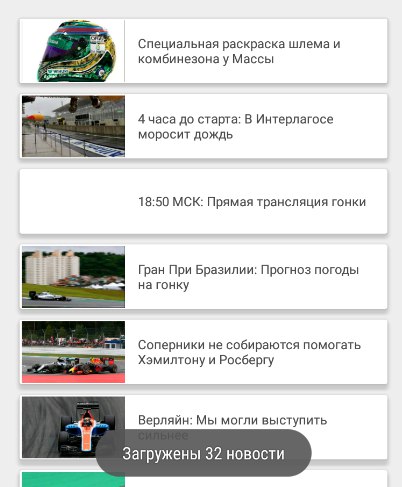 Специальная раскраска шлема и
комбинезона у Массы
4 часа до старта: В Интерлагосе
моросит дождь
18:50 МСК: Прямая трансляция гонки
Гран При Бразилии: Прогноз погоды
на гонку
Соперники не собираются помогать
Хэмилтону и Росбергу
Верляйн: Мы могли выступить
сильнее
Загружены 32 новости